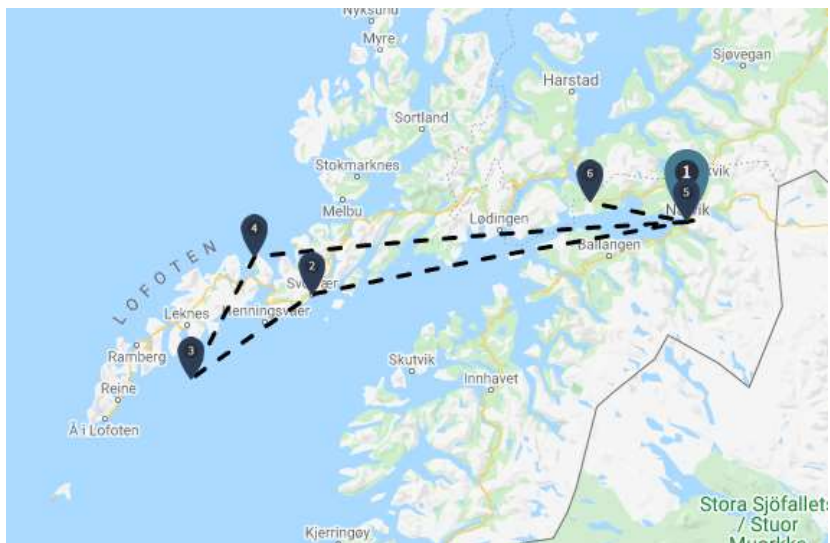 Nyksund
Myre
Sjøvegan
Harstad
Sortland
Stokmarknes
6
1
kvik
5
Melbu
Lødingen
4
Ballangen
LOFOTEN
2
Leknes
3
Ramberg
Skutvik
Reine
Innhavet
Å i Lofoten
Stora Sjöfallets
/ Stuor
Kjerringøy